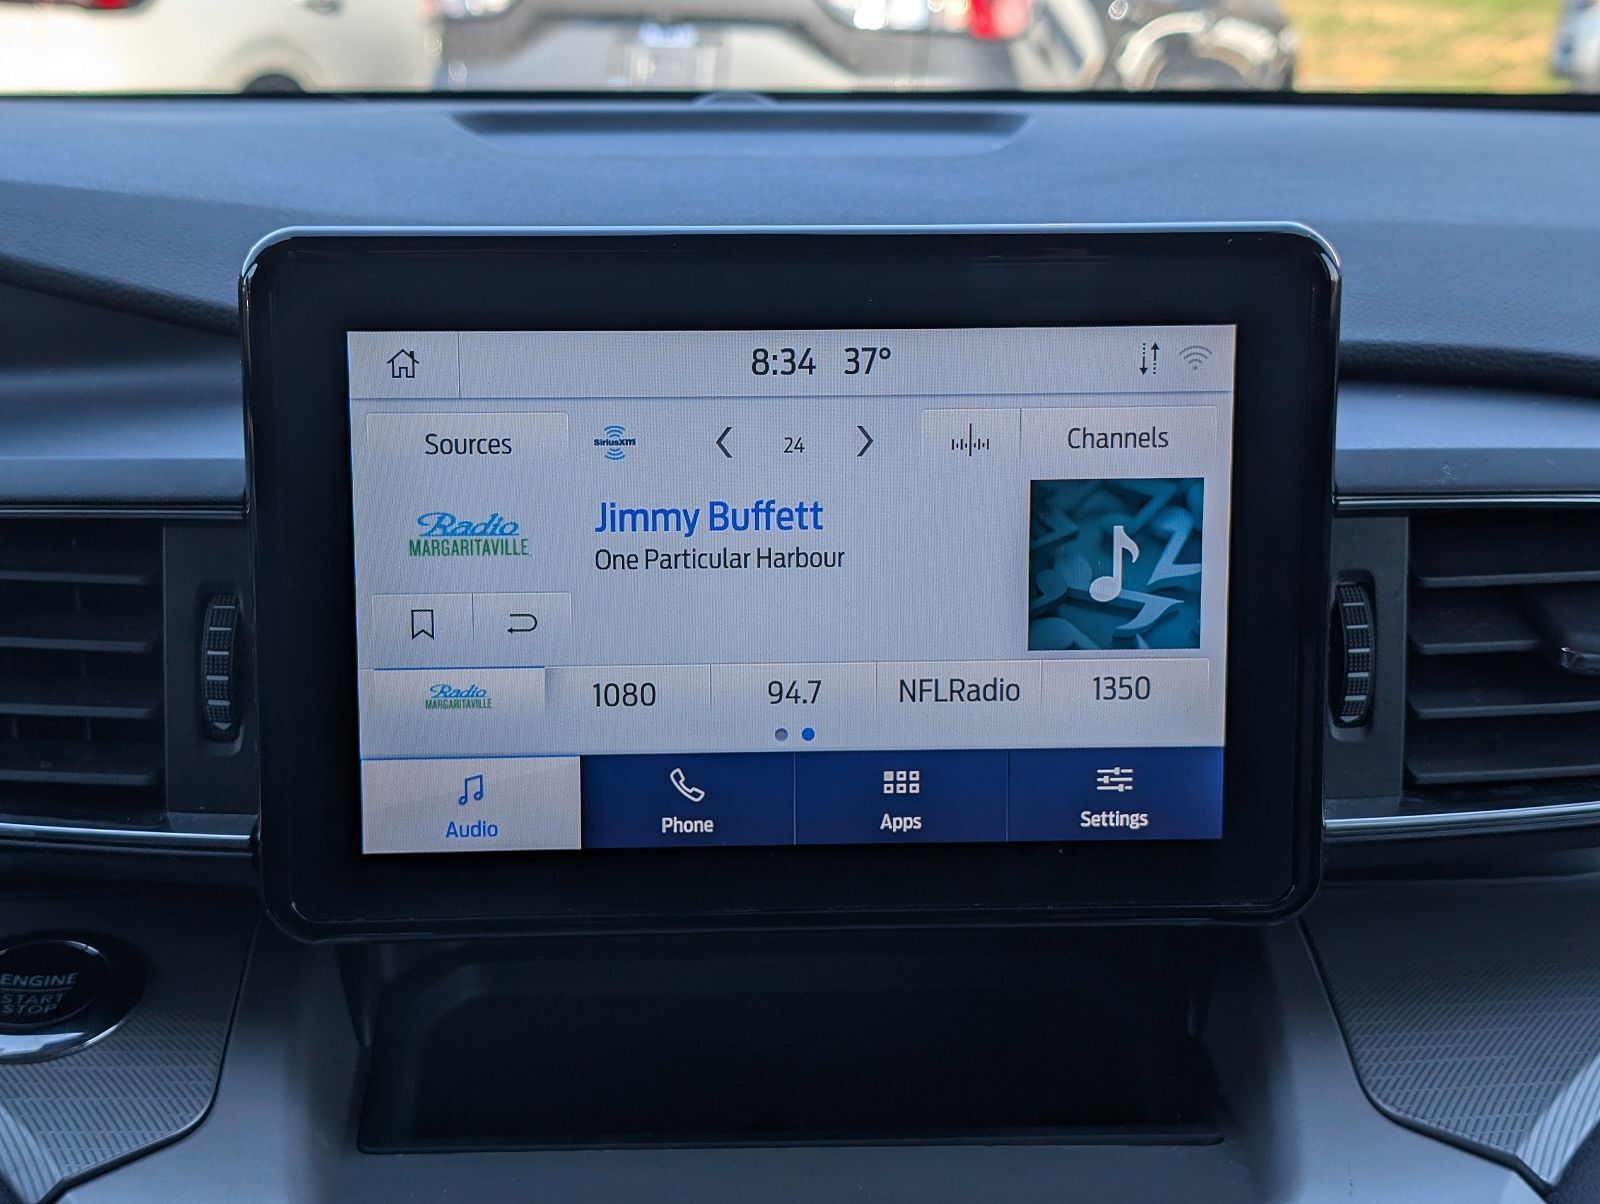 8:34 37°
Sources
SiriusXM
24
Channels
Radio
MARGARITAVILLE
Jimmy Buffett
One Particular Harbour
Radio
MARGARITAVILLE
1080
94.7
NFLRadio
1350
Audio
Phone
Apps
Settings
ENGINE
START
STOP